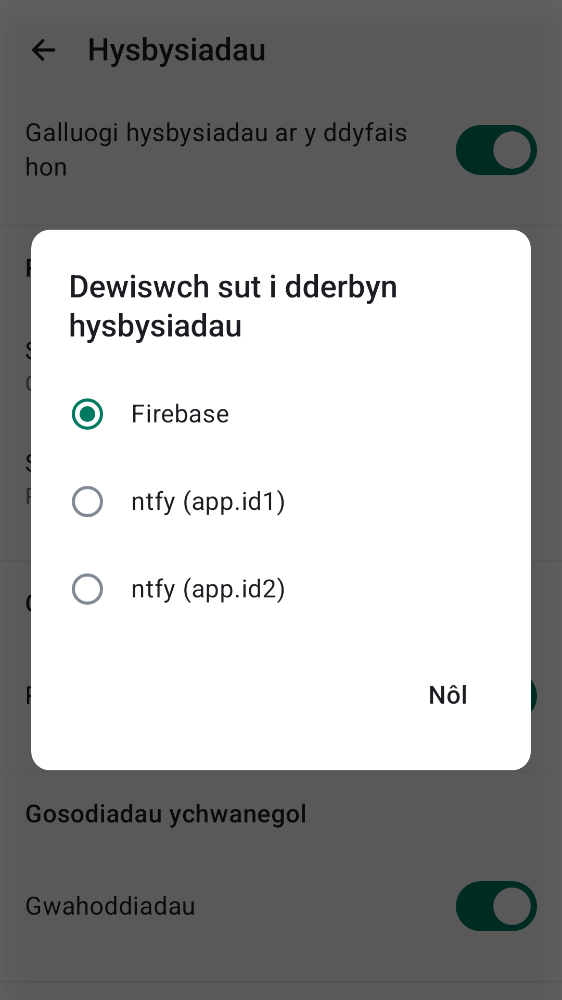 Hysbysiadau
Galluogi hysbysiadau ar y ddyfais
hon
Dewiswch sut i dderbyn
hysbysiadau
Firebase
ntfy (app.id1)
ntfy (app.id2)
Nôl
Gosodiadau ychwanegol
Gwahoddiadau